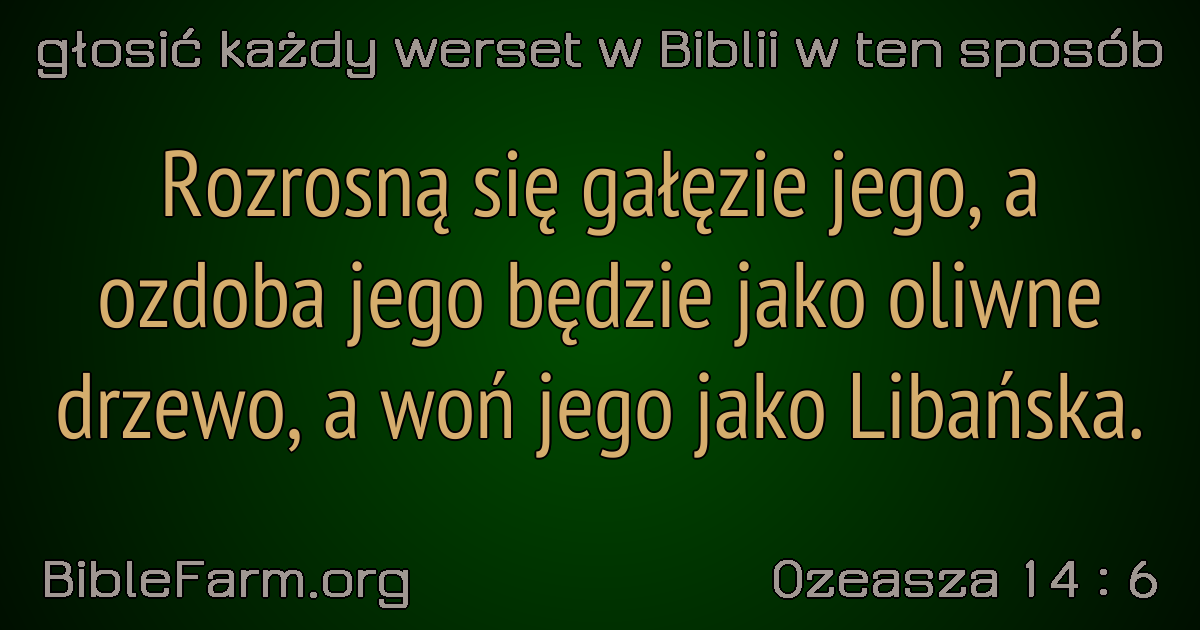 głosić każdy werset w Biblii w ten sposób
Rozrosną się gałęzie jego, a
ozdoba jego będzie jako oliwne
drzewo, a woń jego jako Libańska.
BibleFarm.org
Ozeasza 14 : 6